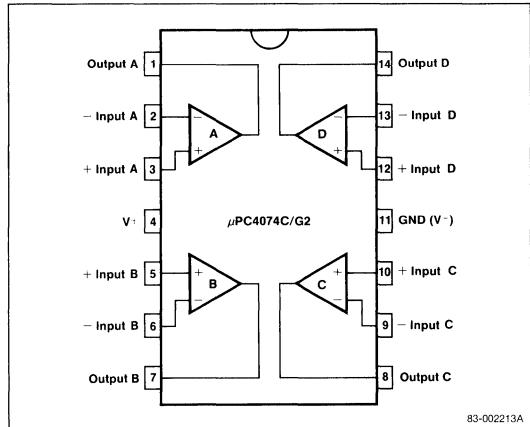 Output A 1
14 Output D
− Input A 2
13 − Input D
A
D
+ Input A 3
12 + Input D
V+ 4
μPC4074C/G2
11 GND (V−)
+ Input B 5
10 + Input C
B
C
− Input B 6
9 − Input C
Output B 7
8 Output C
83-002213A